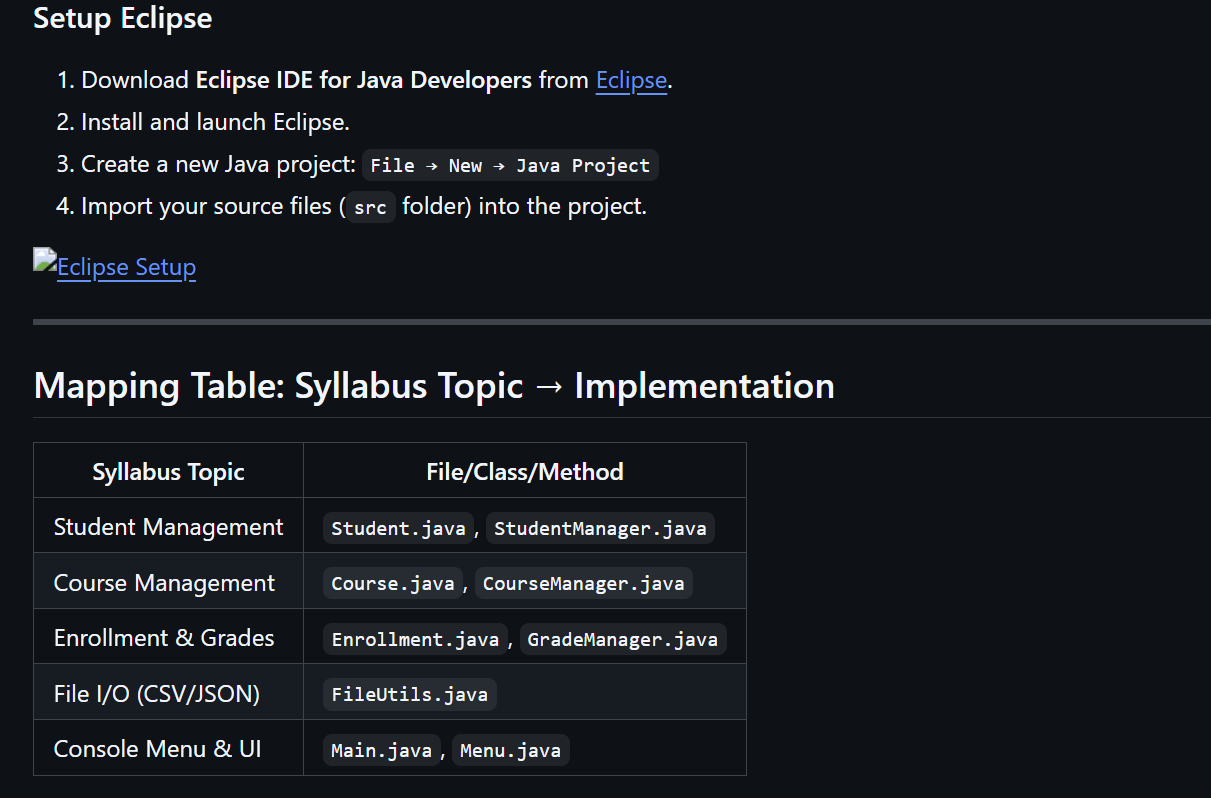 Setup Eclipse
1. Download Eclipse IDE for Java Developers from Eclipse.
2. Install and launch Eclipse.
3. Create a new Java project: File → New → Java Project
4. Import your source files (src folder) into the project.
Eclipse Setup
Mapping Table: Syllabus Topic → Implementation
Syllabus Topic File/Class/Method
Student Management Student.java, StudentManager.java
Course Management Course.java, CourseManager.java
Enrollment & Grades Enrollment.java, GradeManager.java
File I/O (CSV/JSON) FileUtils.java
Console Menu & UI Main.java, Menu.java